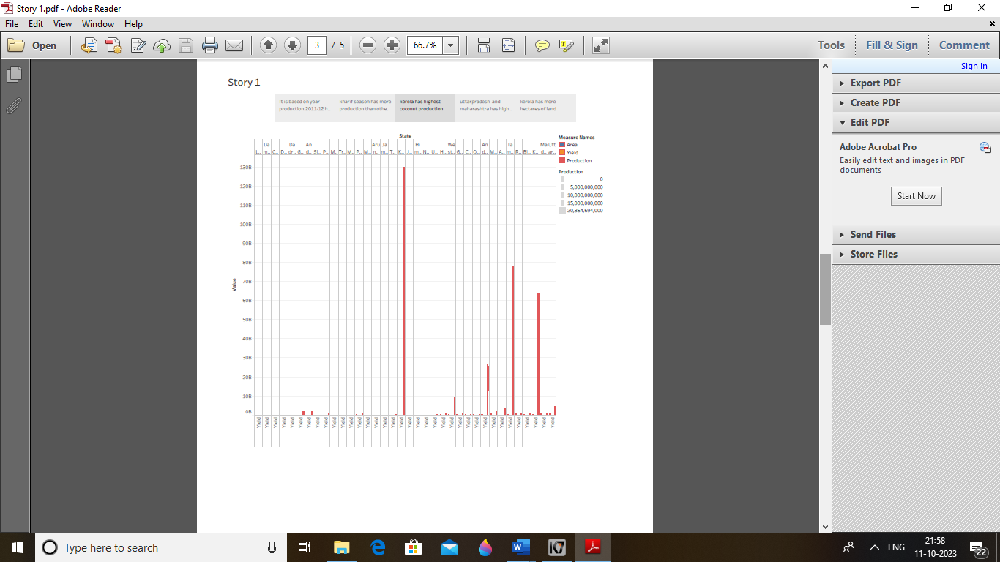 Story 1.pdf - Adobe Reader
File Edit View Window Help
Open 3 / 5 66.7% Tools Fill & Sign Comment
Sign In
Export PDF
Create PDF
Edit PDF
Adobe Acrobat Pro
Easily edit text and images in PDF
documents
Start Now
Send Files
Store Files
Story 1
It is based on year
production.2011-12 h..
kharif season has more
production than othe..
kerela has highest
coconut production
uttarpradesh and
maharastra has high..
kerela has more
hectares of land
State
Da Da An Aru Ja Hi We An Ta Ma Utt
L.. m.. C.. D.. dr.. G.. d.. Si.. P.. M.. Tr.. M.. P.. M.. n.. m.. T.. K.. J.. m.. N.. U.. H.. st.. G.. C.. O.. d.. M.. A.. m.. R.. Bi.. K.. d.. ar..
Measure Names
Area
Yield
Production
Production
0
5,000,000,000
10,000,000,000
15,000,000,000
20,364,694,000
Value
130B
120B
110B
100B
90B
80B
70B
60B
50B
40B
30B
20B
10B
0B
Yield Yield Yield Yield Yield Yield Yield Yield Yield Yield Yield Yield Yield Yield Yield Yield Yield Yield Yield Yield Yield Yield Yield Yield Yield Yield Yield Yield Yield Yield Yield Yield Yield Yield Yield Yield
Type here to search
ENG
21:58
11-10-2023
22